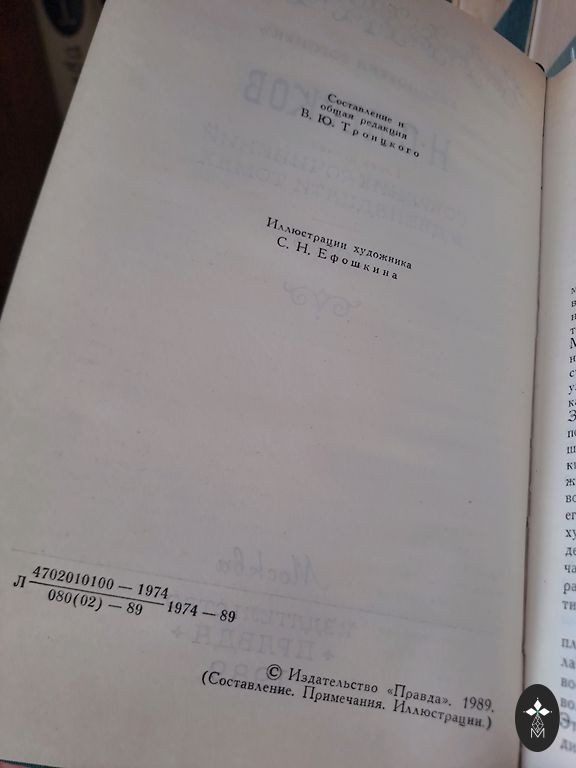 Составление и
общая редакция
В. Ю. Троицкого
Иллюстрации художника
С. Н. Ефошкина
4702010100 — 1974
Л 080(02) — 89 1974 — 89
© Издательство «Правда». 1989.
(Составление. Примечания. Иллюстрации.)